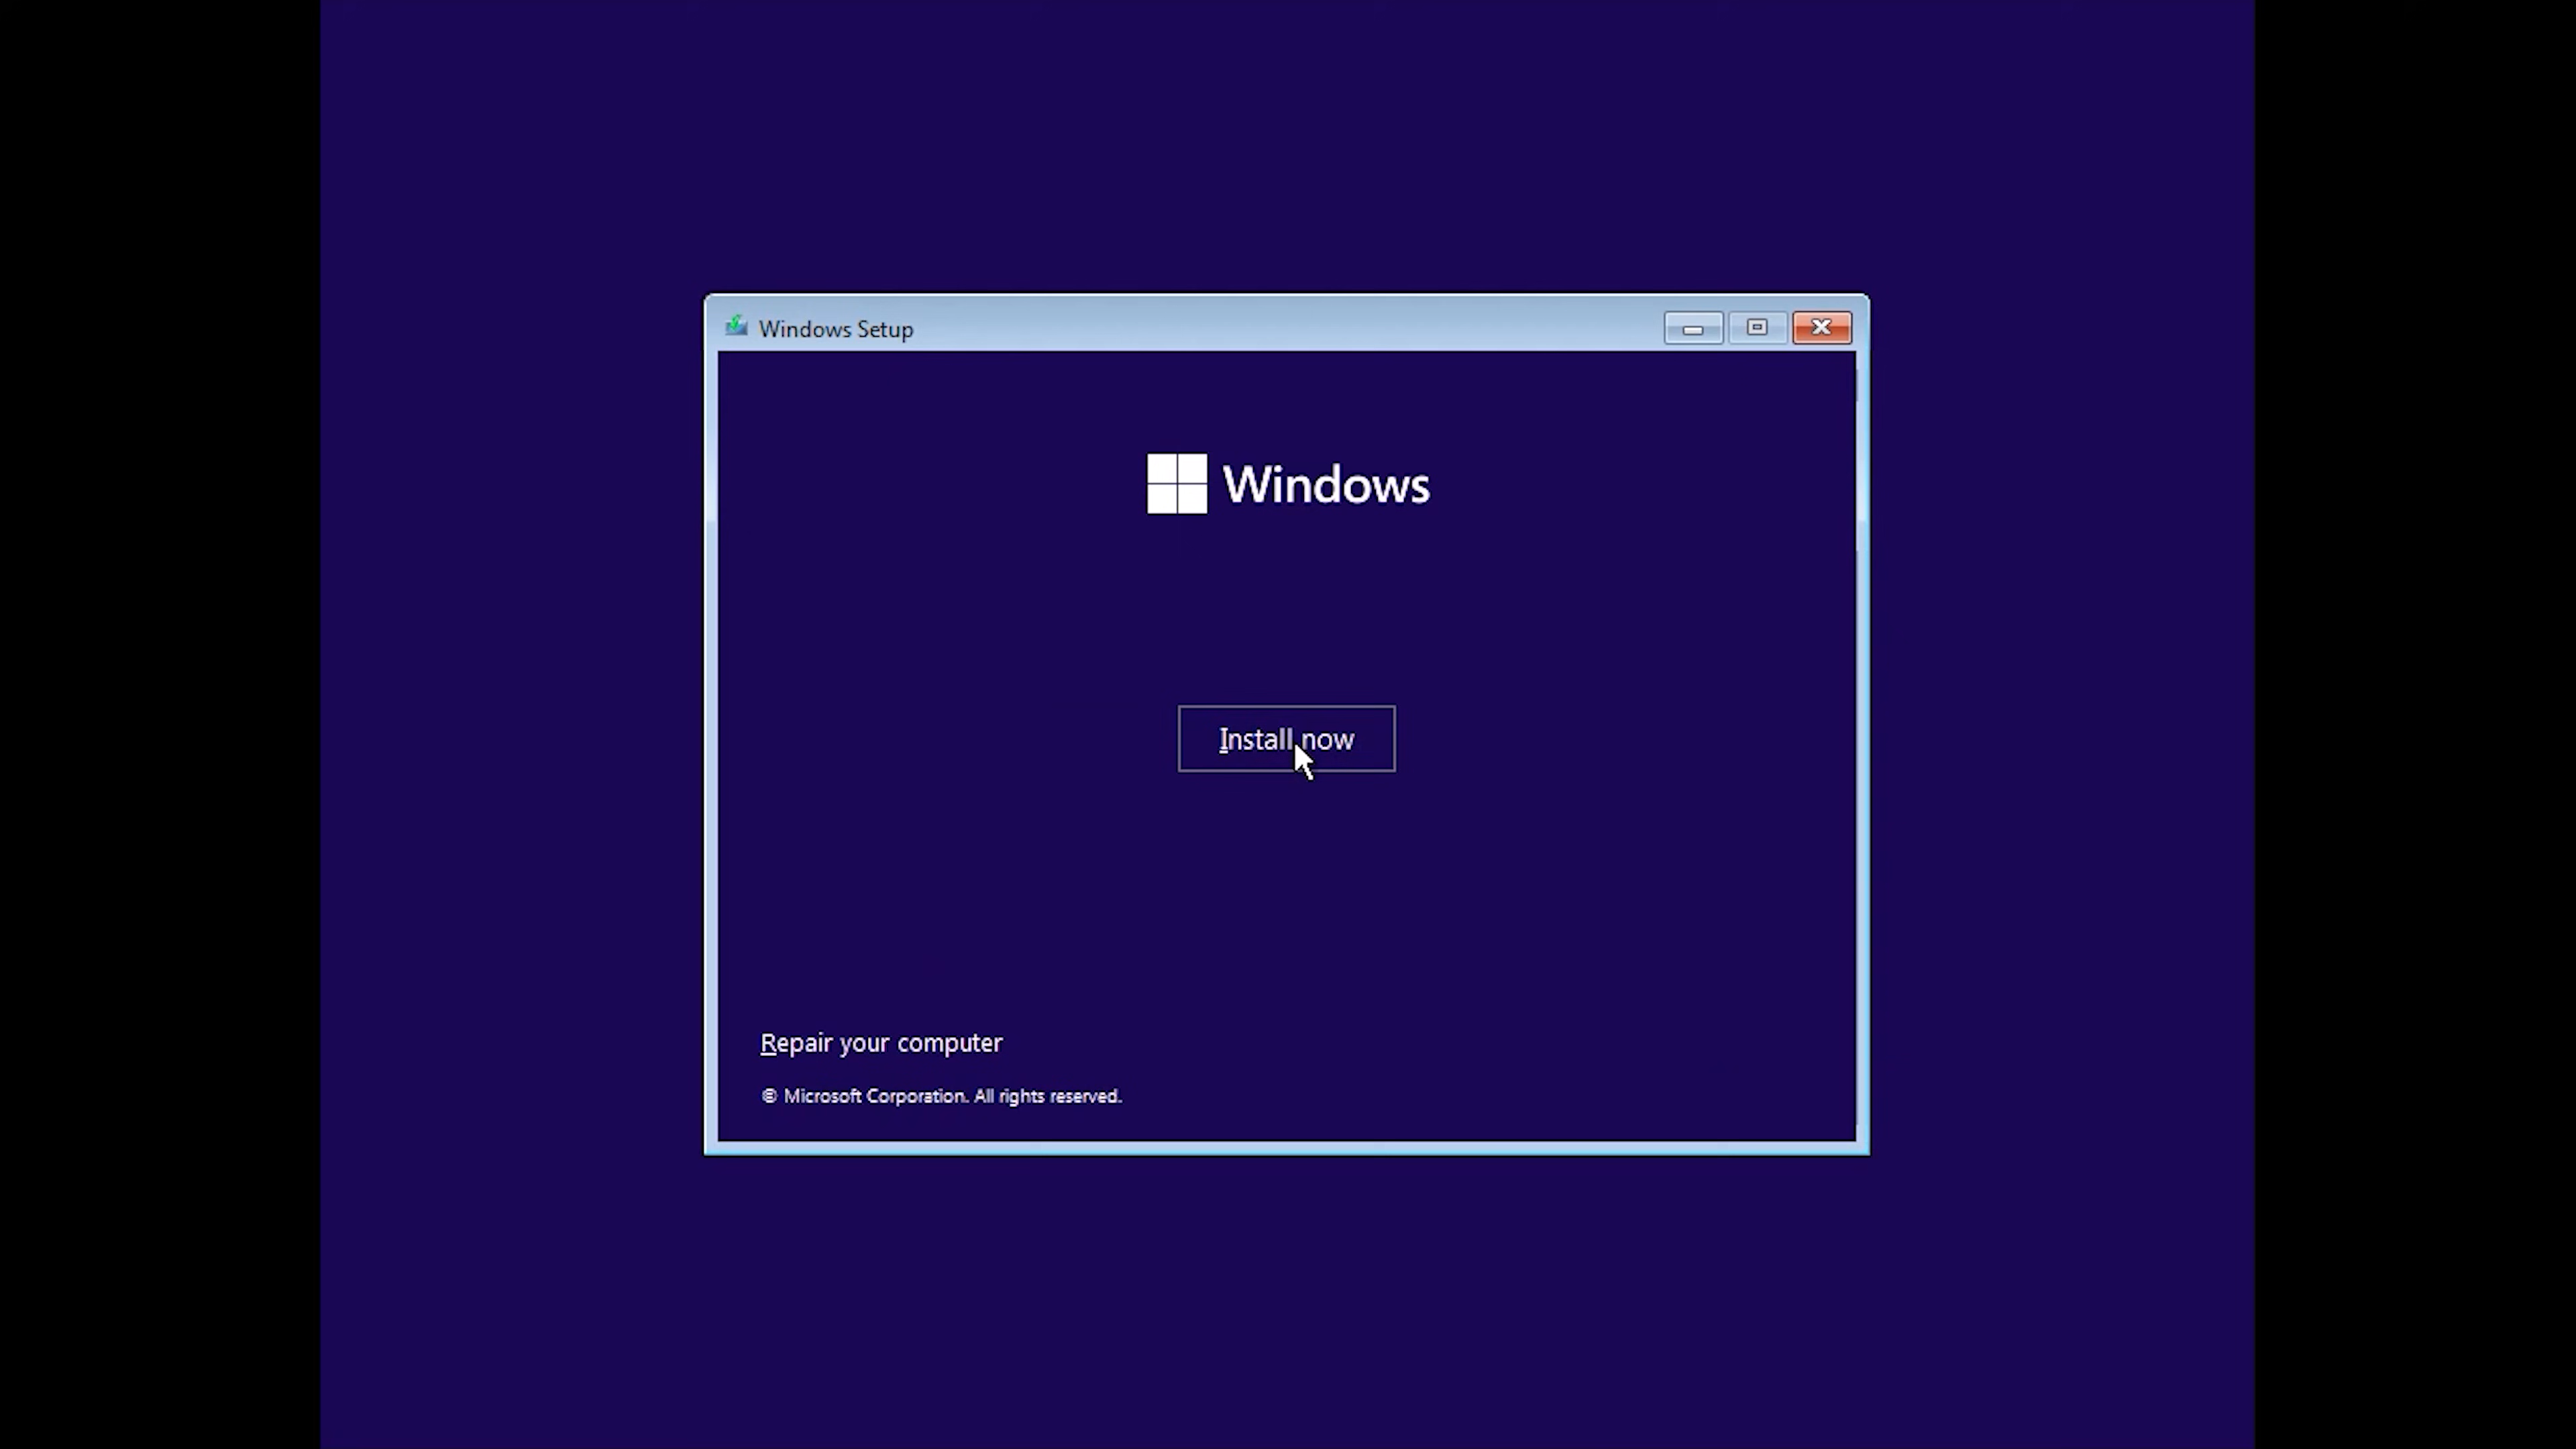 Windows Setup
Windows
Install now
Repair your computer
© Microsoft Corporation. All rights reserved.